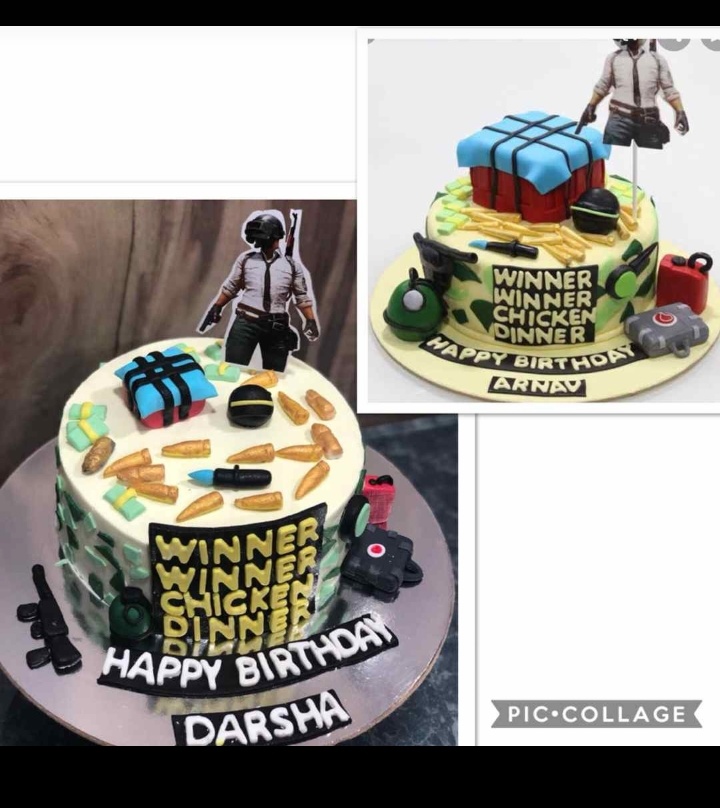 WINNER
WINNER
CHICKEN
DINNER
HAPPY BIRTHDAY
ARNAV
WINNER
WINNER
CHICKEN
DINNER
HAPPY BIRTHDAY
DARSHA
PIC•COLLAGE